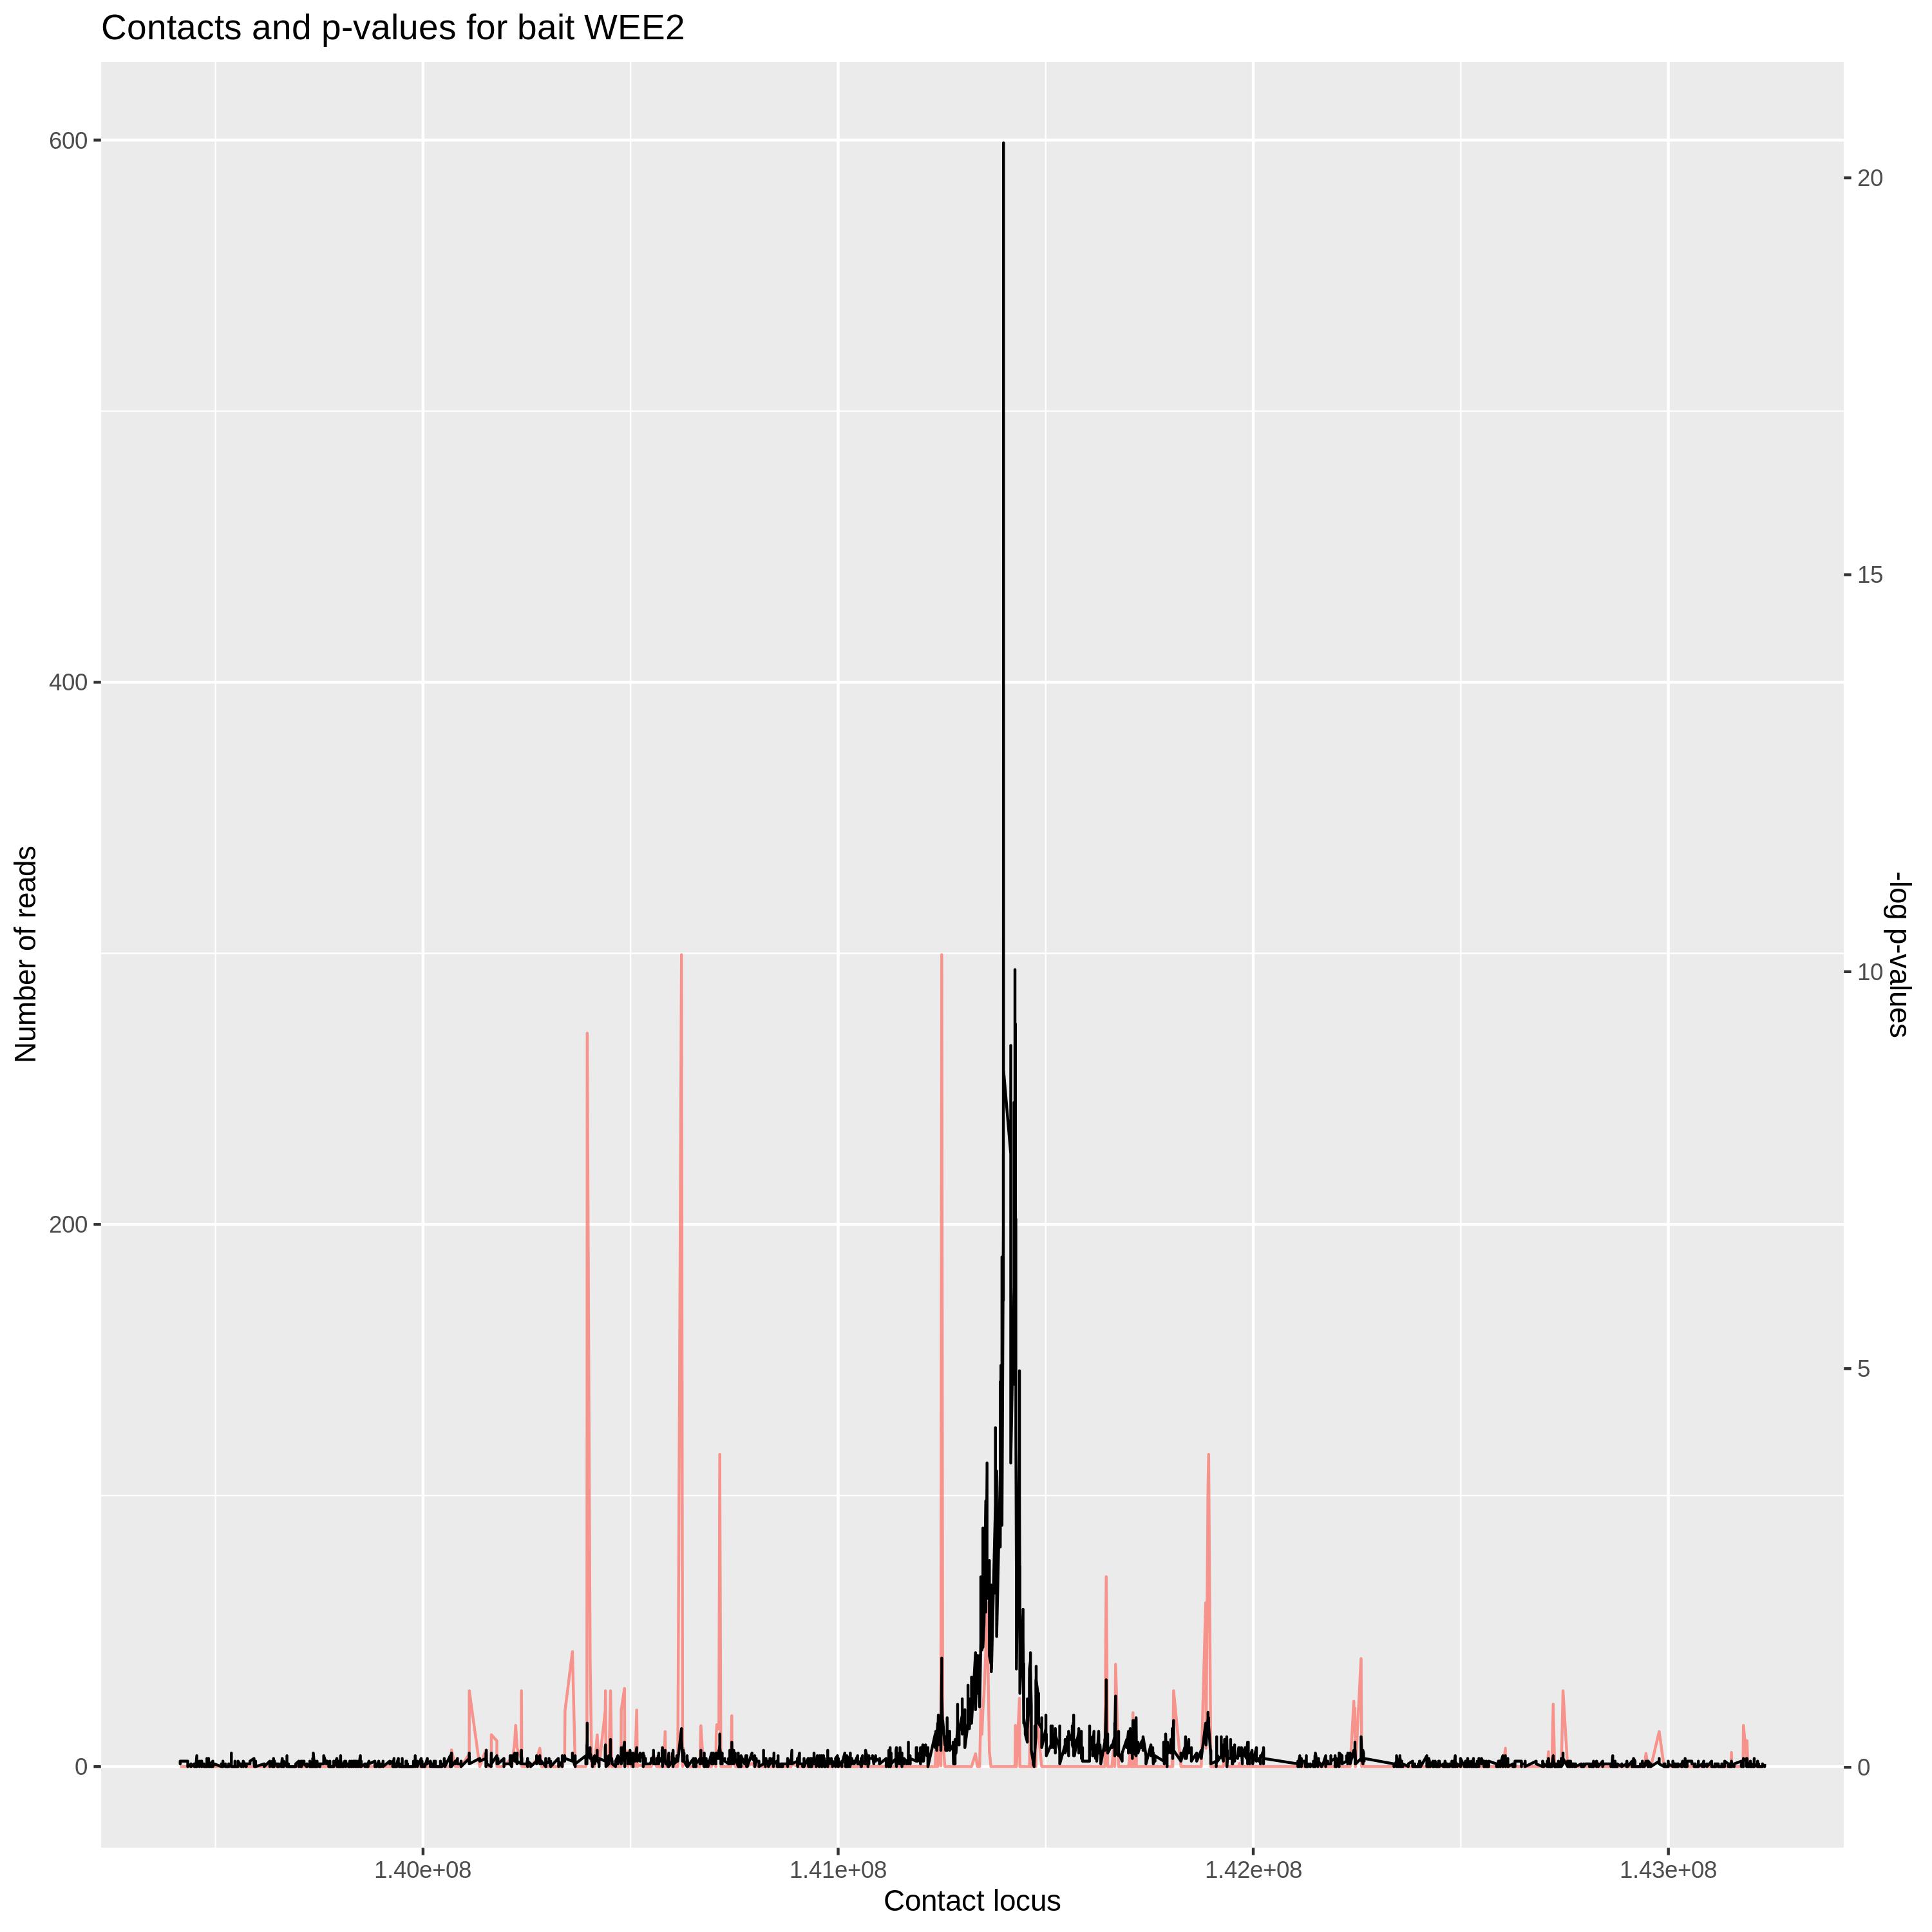 Contacts and p-values for bait WEE2
600
400
200
0
20
15
10
5
0
Number of reads
-log p-values
1.40e+08
1.41e+08
1.42e+08
1.43e+08
Contact locus